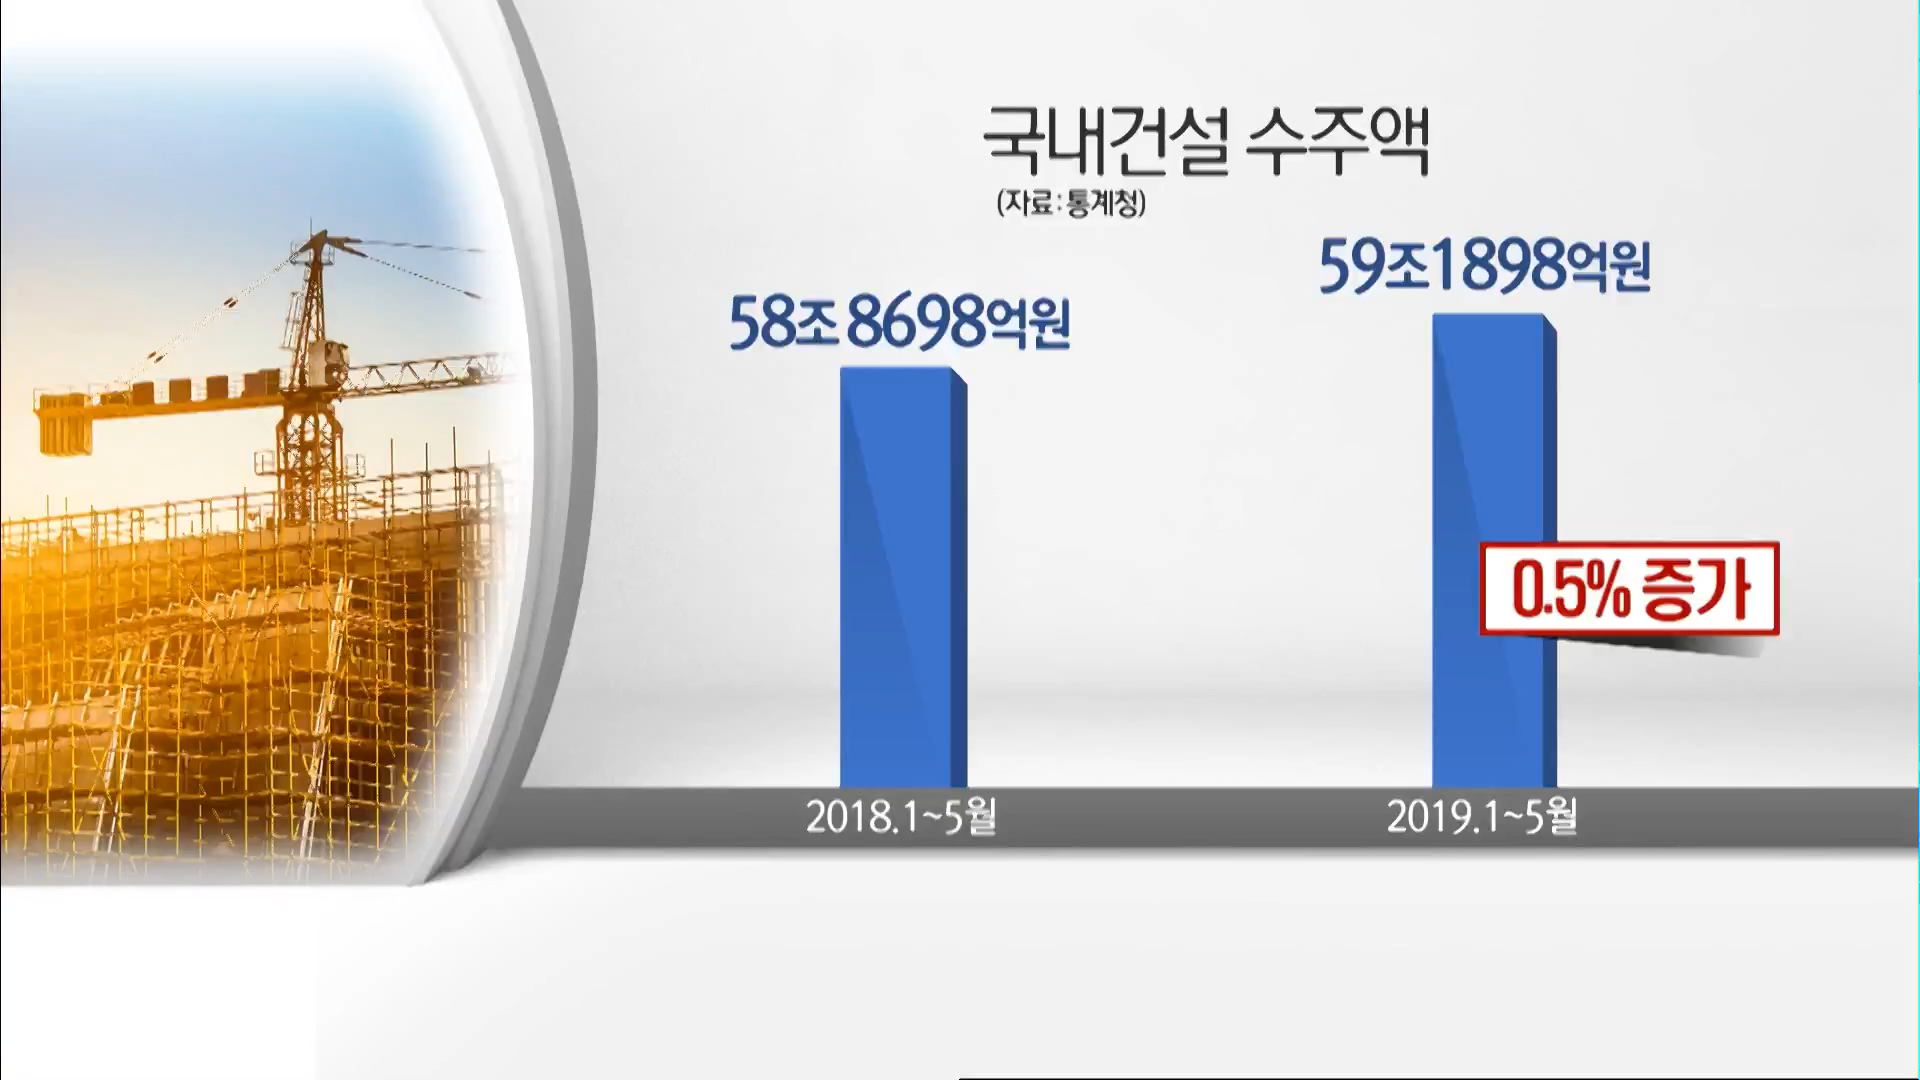 국내건설 수주액
(자료:통계청)
58조 8698억원
59조1898억원
0.5% 증가
2018.1~5월
2019.1~5월